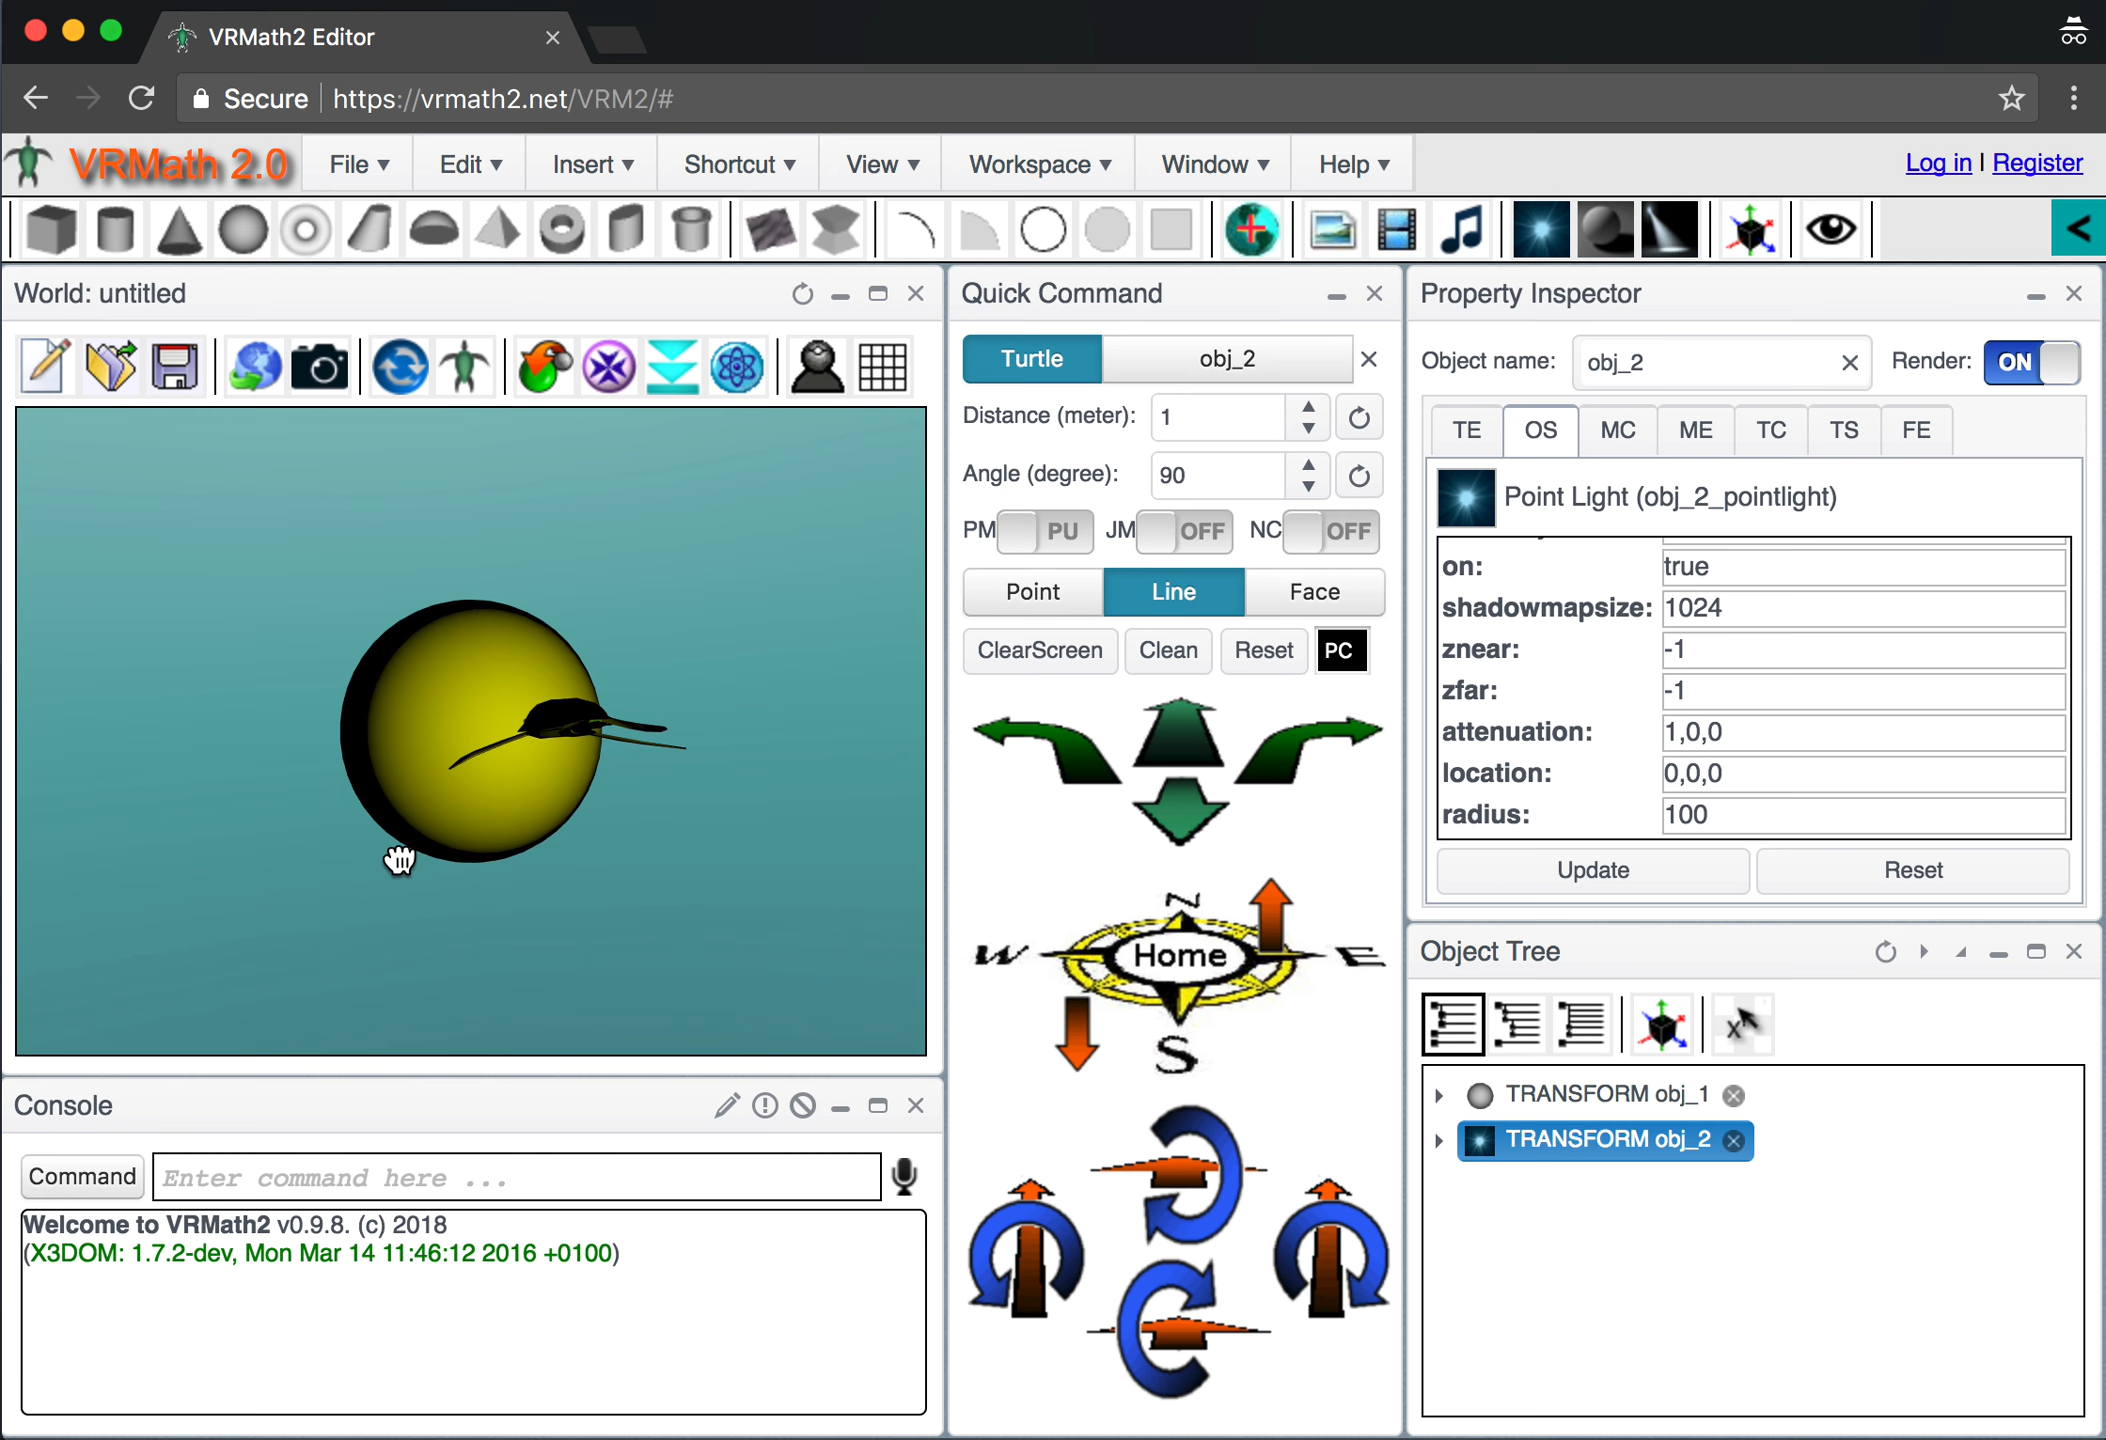 VRMath2 Editor
Secure https://vrmath2.net/VRM2/#
VRMath 2.0 File Edit Insert Shortcut View Workspace Window Help Log in | Register
World: untitled
Console
Command Enter command here ...
Welcome to VRMath2 v0.9.8. (c) 2018
(X3DOM: 1.7.2-dev, Mon Mar 14 11:46:12 2016 +0100)
Quick Command
Turtle obj_2
Distance (meter): 1
Angle (degree): 90
PM PU JM OFF NC OFF
Point Line Face
ClearScreen Clean Reset PC
N
W Home E
S
Property Inspector
Object name: obj_2 Render: ON
TE OS MC ME TC TS FE
Point Light (obj_2_pointlight)
on: true
shadowmapsize: 1024
znear: -1
zfar: -1
attenuation: 1,0,0
location: 0,0,0
radius: 100
Update Reset
Object Tree
x
TRANSFORM obj_1
TRANSFORM obj_2